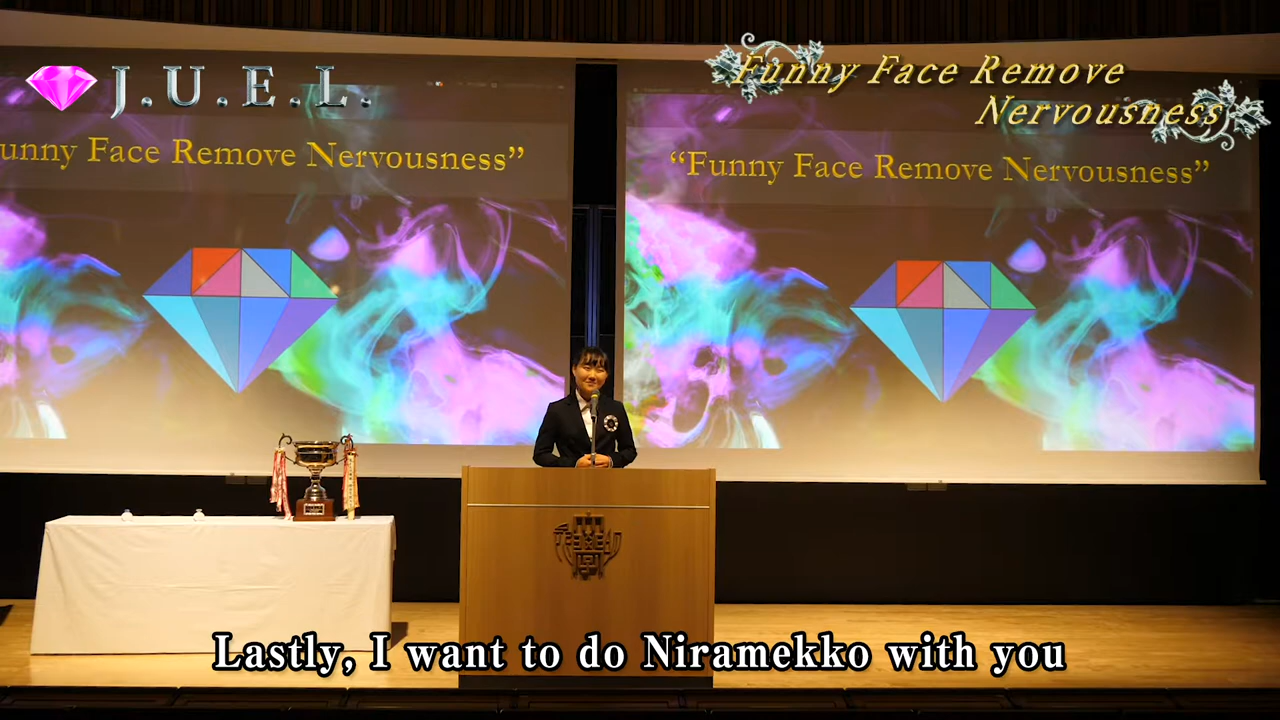 J.U.E.L.
Funny Face Remove
Nervousness
unny Face Remove Nervousness”
“Funny Face Remove Nervousness”
Lastly, I want to do Niramekko with you